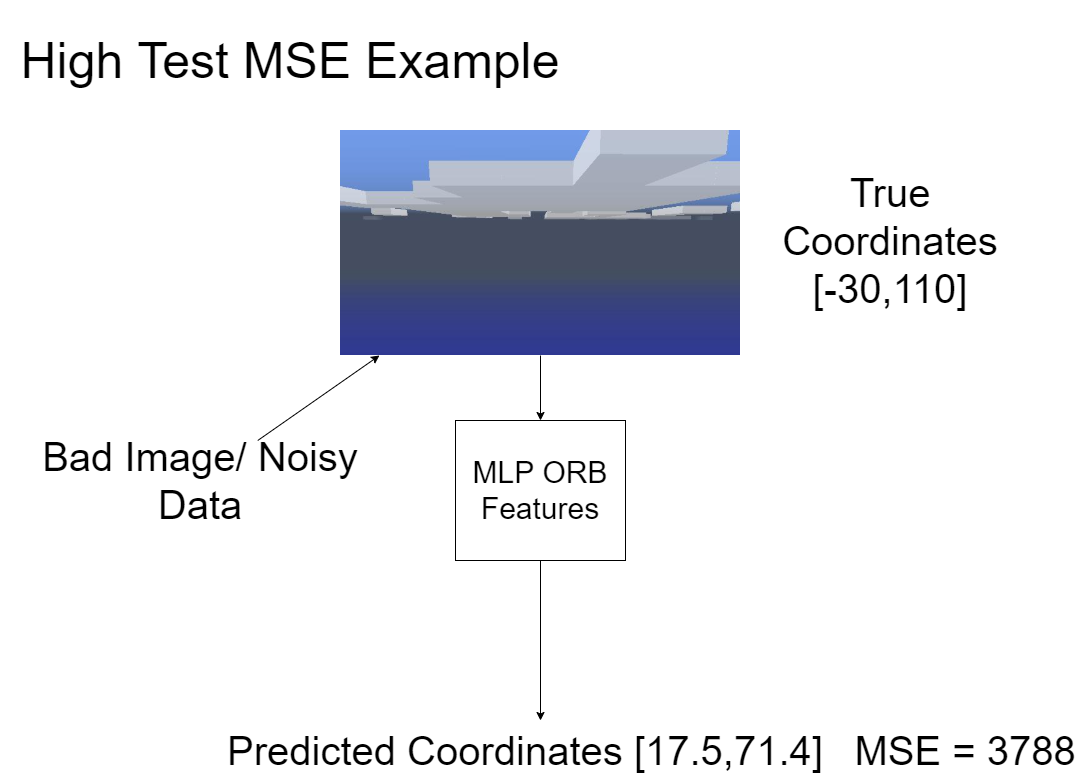 High Test MSE Example
True
Coordinates
[-30,110]
Bad Image/ Noisy
Data
MLP ORB
Features
Predicted Coordinates [17.5,71.4]   MSE = 3788